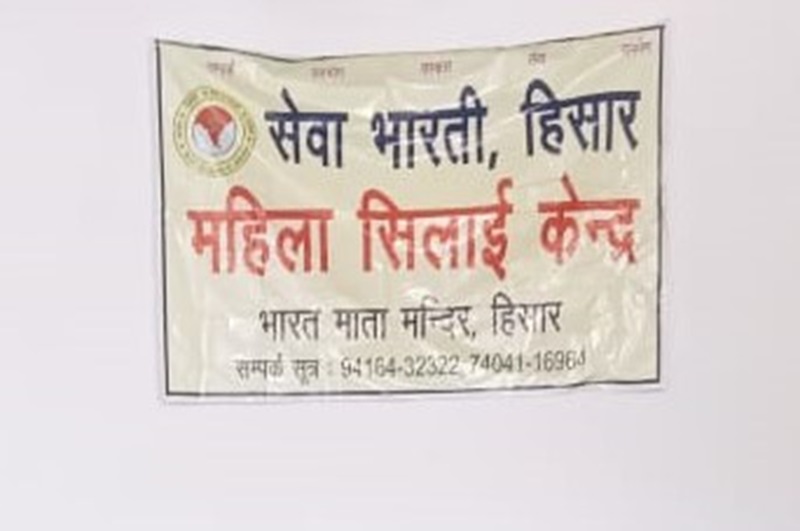 सेवा भारती, हिसार
महिला सिलाई केन्द्र
भारत माता मन्दिर, हिसार
सम्पर्क सूत्र : 94164-32322 74041-16964